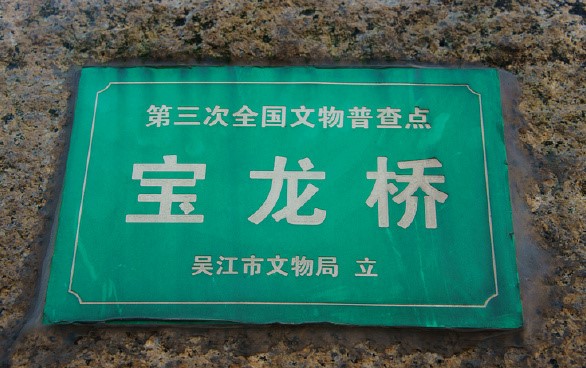 第三次全国文物普查点
宝龙桥
吴江市文物局 立